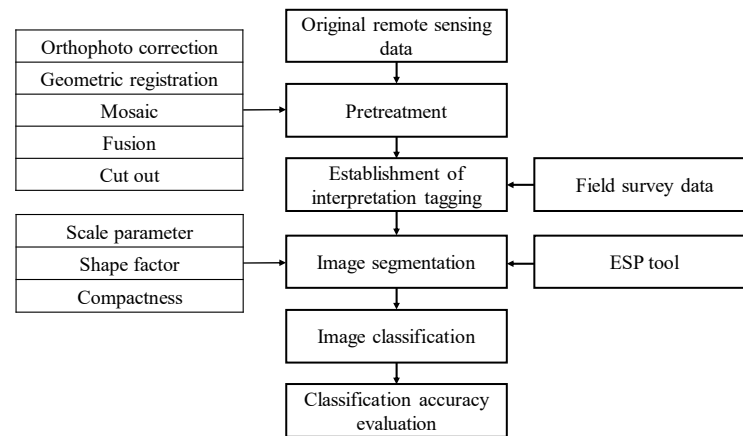 Orthophoto correction
Geometric registration
Mosaic
Fusion
Cut out
Original remote sensing
data
Pretreatment
Establishment of
interpretation tagging
Field survey data
Scale parameter
Shape factor
Compactness
Image segmentation
ESP tool
Image classification
Classification accuracy
evaluation